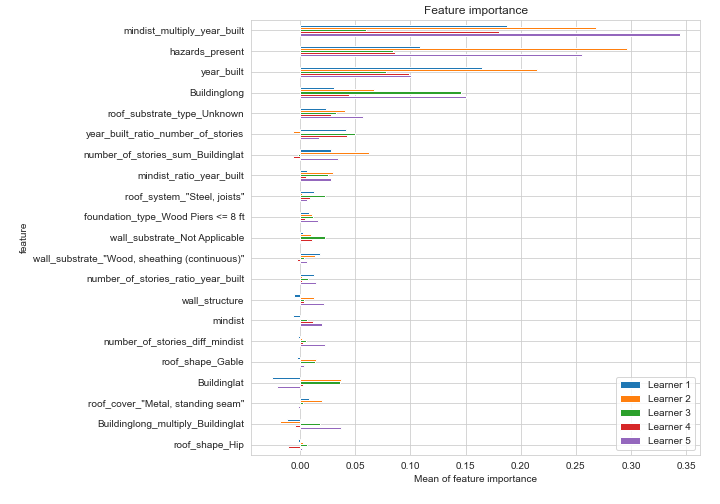 Feature importance
mindist_multiply_year_built
hazards_present
year_built
Buildinglong
roof_substrate_type_Unknown
year_built_ratio_number_of_stories
number_of_stories_sum_Buildinglat
mindist_ratio_year_built
roof_system_"Steel, joists"
foundation_type_Wood Piers <= 8 ft
wall_substrate_Not Applicable
wall_substrate_"Wood, sheathing (continuous)"
number_of_stories_ratio_year_built
wall_structure
mindist
number_of_stories_diff_mindist
roof_shape_Gable
Buildinglat
roof_cover_"Metal, standing seam"
Buildinglong_multiply_Buildinglat
roof_shape_Hip
feature
Learner 1
Learner 2
Learner 3
Learner 4
Learner 5
0.00 0.05 0.10 0.15 0.20 0.25 0.30 0.35
Mean of feature importance